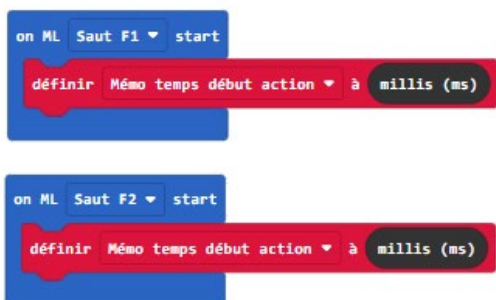 on ML Saut F1 start
définir Mémo temps début action à millis (ms)
on ML Saut F2 start
définir Mémo temps début action à millis (ms)